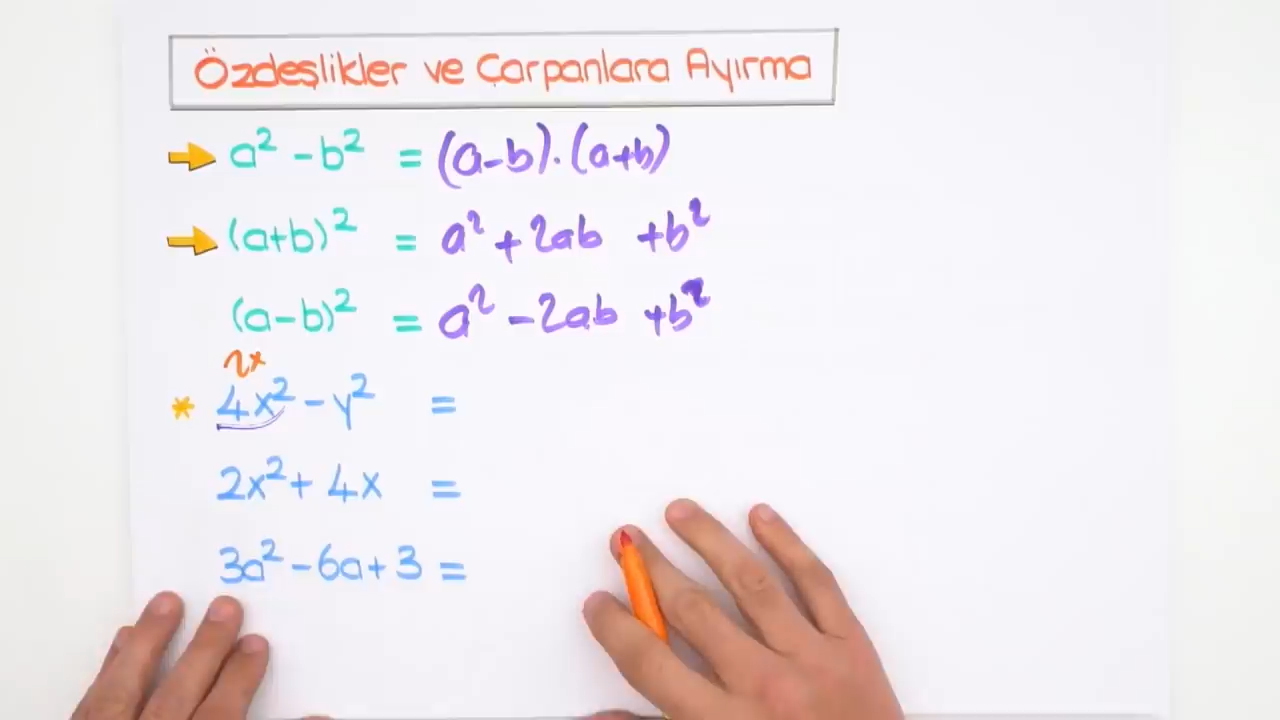 Özdeşlikler ve Çarpanlara Ayırma
a² - b² = (a-b).(a+b)
(a+b)² = a² + 2ab + b²
(a-b)² = a² - 2ab + b²
2x
* 4x² - y² =
2x² + 4x =
3a² - 6a + 3 =